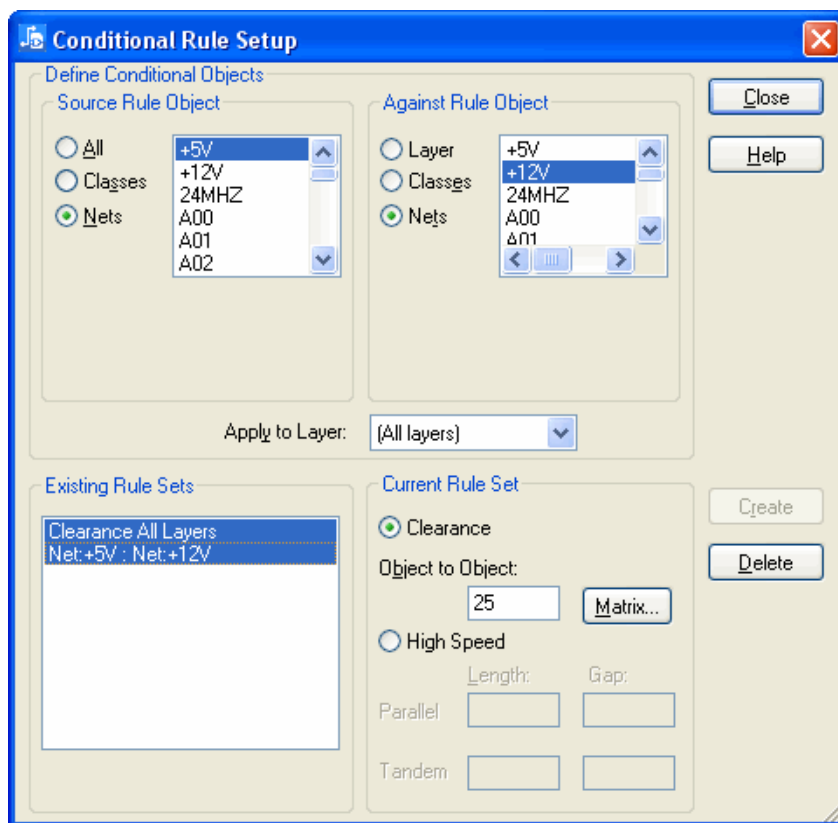 Conditional Rule Setup
Define Conditional Objects
Source Rule Object
All
Classes
Nets
+5V
+12V
24MHZ
A00
A01
A02
Against Rule Object
Layer
Classes
Nets
+5V
+12V
24MHZ
A00
A01
Close
Help
Apply to Layer:
(All layers)
Existing Rule Sets
Clearance All Layers
Net:+5V : Net:+12V
Current Rule Set
Clearance
Object to Object:
25
Matrix...
High Speed
Length:
Gap:
Parallel
Tandem
Create
Delete